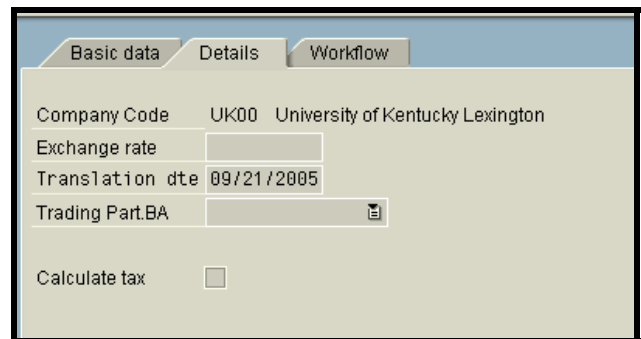 Basic data Details Workflow
Company Code UK00 University of Kentucky Lexington
Exchange rate
Translation dte 09/21/2005
Trading Part.BA
Calculate tax